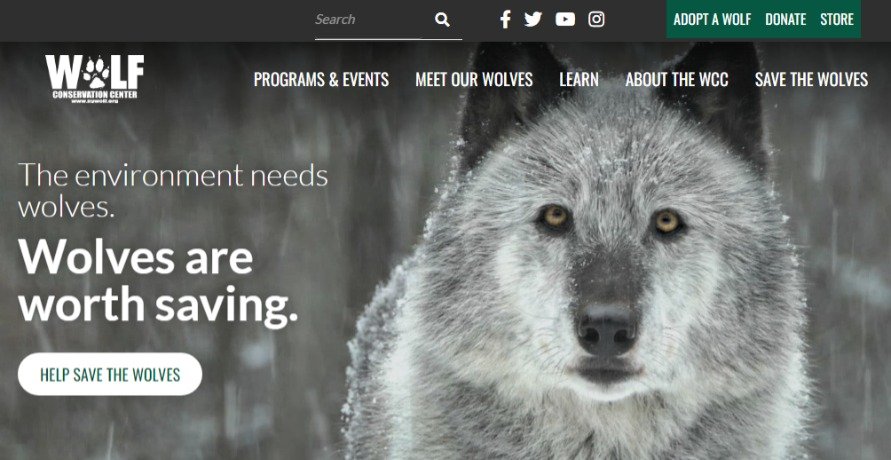 Search
ADOPT A WOLF DONATE STORE
WOLF
CONSERVATION CENTER
www.nywolf.org
PROGRAMS & EVENTS MEET OUR WOLVES LEARN ABOUT THE WCC SAVE THE WOLVES
The environment needs
wolves.
Wolves are
worth saving.
HELP SAVE THE WOLVES